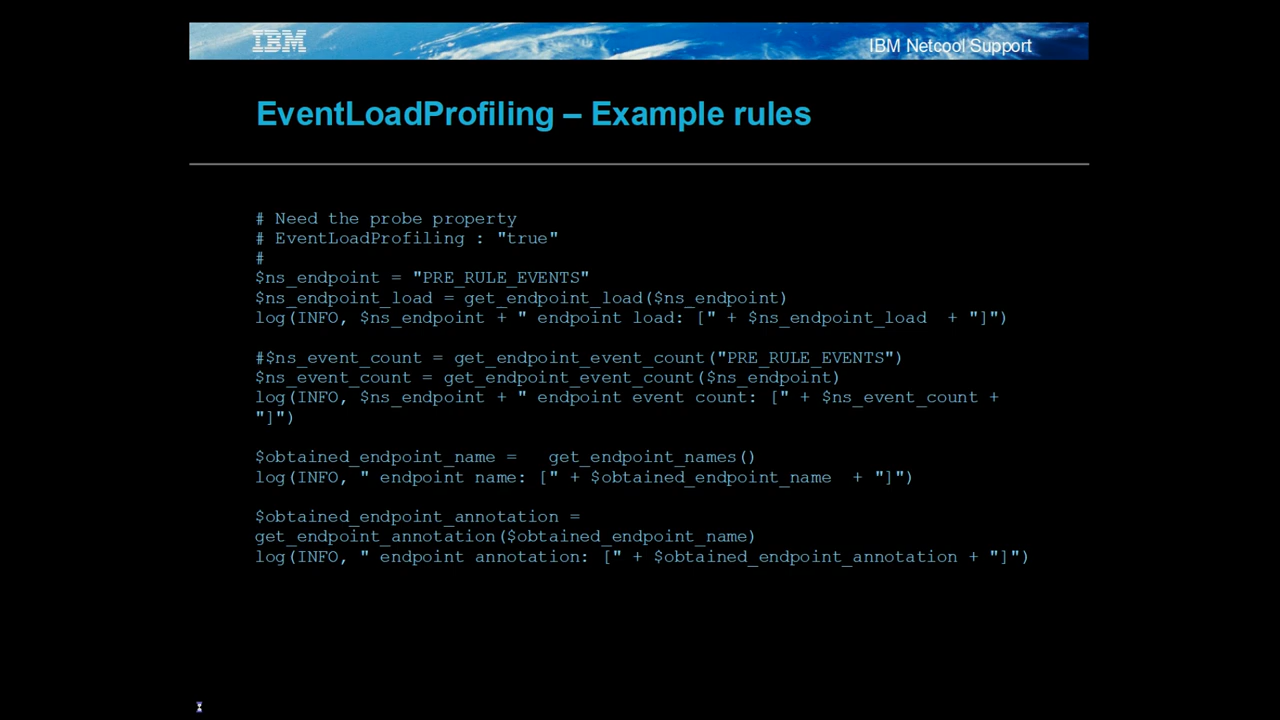 IBM
IBM Netcool Support
EventLoadProfiling – Example rules
# Need the probe property
# EventLoadProfiling : "true"
#
$ns_endpoint = "PRE_RULE_EVENTS"
$ns_endpoint_load = get_endpoint_load($ns_endpoint)
log(INFO, $ns_endpoint + " endpoint load: [" + $ns_endpoint_load  + "]")
#$ns_event_count = get_endpoint_event_count("PRE_RULE_EVENTS")
$ns_event_count = get_endpoint_event_count($ns_endpoint)
log(INFO, $ns_endpoint + " endpoint event count: [" + $ns_event_count +
"]")
$obtained_endpoint_name =   get_endpoint_names()
log(INFO, " endpoint name: [" + $obtained_endpoint_name  + "]")
$obtained_endpoint_annotation =
get_endpoint_annotation($obtained_endpoint_name)
log(INFO, " endpoint annotation: [" + $obtained_endpoint_annotation + "]")